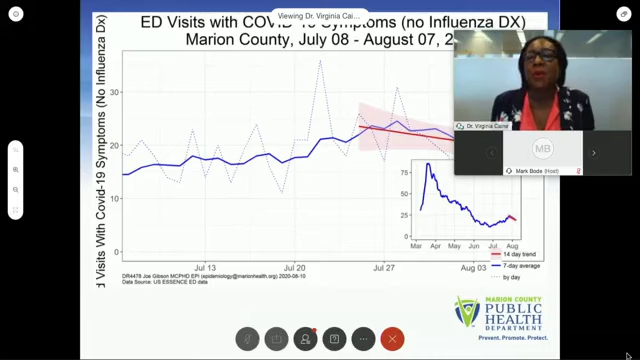 Viewing Dr. Virginia Cai...
ED Visits with COVID-19 Symptoms (no Influenza DX)
Marion County, July 08 - August 07, 2
d Visits With Covid-19 Symptoms (No Influenza DX)
30
20
10
0
Jul 13
Jul 20
Jul 27
Aug 03
75
50
25
0
Mar
Apr
May
Jun
Jul
Aug
14 day trend
7-day average
by day
DR4478 Joe Gibson MCPHD EPI (epidemiology@marionhealth.org) 2020-08-10
Data Source: US ESSENCE ED data
Dr. Virginia Caine
MB
Mark Bode (Host)
MARION COUNTY
PUBLIC
HEALTH
DEPARTMENT
Prevent. Promote. Protect.